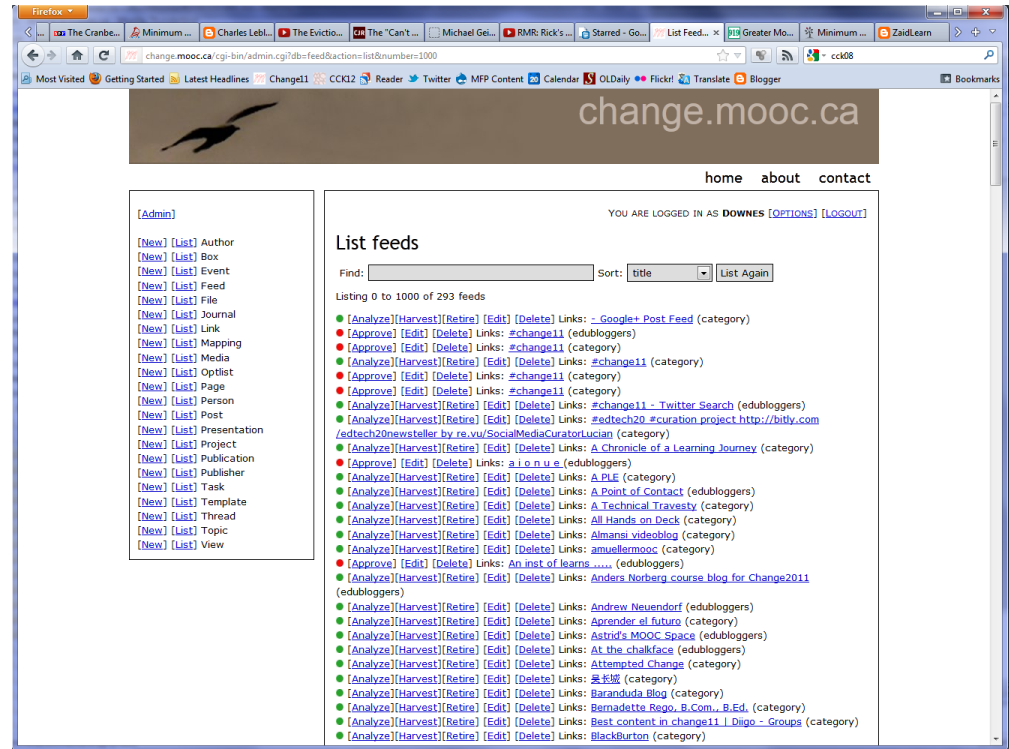 Firefox
The Cranbe...
Minimum ...
Charles Lebl...
The Evictio...
The "Can't ...
Michael Gei...
RMR: Rick's ...
Starred - Go...
List Feed...
Greater Mo...
Minimum ...
ZaidLearn
change.mooc.ca/cgi-bin/admin.cgi?db=feed&action=list&number=1000
cck08
Most Visited Getting Started Latest Headlines Change11 CCK12 Reader Twitter MFP Content Calendar OLDaily Flickr! Translate Blogger Bookmarks
change.mooc.ca
home about contact
[Admin]
[New] [List] Author
[New] [List] Box
[New] [List] Event
[New] [List] Feed
[New] [List] File
[New] [List] Journal
[New] [List] Link
[New] [List] Mapping
[New] [List] Media
[New] [List] Optlist
[New] [List] Page
[New] [List] Person
[New] [List] Post
[New] [List] Presentation
[New] [List] Project
[New] [List] Publication
[New] [List] Publisher
[New] [List] Task
[New] [List] Template
[New] [List] Thread
[New] [List] Topic
[New] [List] View
YOU ARE LOGGED IN AS DOWNES [OPTIONS] [LOGOUT]
List feeds
Find: Sort: title List Again
Listing 0 to 1000 of 293 feeds
[Analyze][Harvest][Retire] [Edit] [Delete] Links: - Google+ Post Feed (category)
[Approve] [Edit] [Delete] Links: #change11 (edubloggers)
[Approve] [Edit] [Delete] Links: #change11 (category)
[Analyze][Harvest][Retire] [Edit] [Delete] Links: #change11 (category)
[Approve] [Edit] [Delete] Links: #change11 (category)
[Approve] [Edit] [Delete] Links: #change11 (category)
[Analyze][Harvest][Retire] [Edit] [Delete] Links: #change11 - Twitter Search (edubloggers)
[Analyze][Harvest][Retire] [Edit] [Delete] Links: #edtech20 #curation project http://bitly.com
/edtech20newsteller by re.vu/SocialMediaCuratorLucian (category)
[Analyze][Harvest][Retire] [Edit] [Delete] Links: A Chronicle of a Learning Journey (category)
[Approve] [Edit] [Delete] Links: a i o n u e (edubloggers)
[Analyze][Harvest][Retire] [Edit] [Delete] Links: A PLE (category)
[Analyze][Harvest][Retire] [Edit] [Delete] Links: A Point of Contact (edubloggers)
[Analyze][Harvest][Retire] [Edit] [Delete] Links: A Technical Travesty (category)
[Analyze][Harvest][Retire] [Edit] [Delete] Links: All Hands on Deck (category)
[Analyze][Harvest][Retire] [Edit] [Delete] Links: Almansi videoblog (category)
[Analyze][Harvest][Retire] [Edit] [Delete] Links: amuellermooc (category)
[Approve] [Edit] [Delete] Links: An inst of learns ..... (edubloggers)
[Analyze][Harvest][Retire] [Edit] [Delete] Links: Anders Norberg course blog for Change2011
(edubloggers)
[Analyze][Harvest][Retire] [Edit] [Delete] Links: Andrew Neuendorf (edubloggers)
[Analyze][Harvest][Retire] [Edit] [Delete] Links: Aprender el futuro (category)
[Analyze][Harvest][Retire] [Edit] [Delete] Links: Astrid's MOOC Space (edubloggers)
[Analyze][Harvest][Retire] [Edit] [Delete] Links: At the chalkface (edubloggers)
[Analyze][Harvest][Retire] [Edit] [Delete] Links: Attempted Change (category)
[Analyze][Harvest][Retire] [Edit] [Delete] Links: 吴长城 (category)
[Analyze][Harvest][Retire] [Edit] [Delete] Links: Baranduda Blog (category)
[Analyze][Harvest][Retire] [Edit] [Delete] Links: Bernadette Rego, B.Com., B.Ed. (category)
[Analyze][Harvest][Retire] [Edit] [Delete] Links: Best content in change11 | Diigo - Groups (category)
[Analyze][Harvest][Retire] [Edit] [Delete] Links: BlackBurton (category)